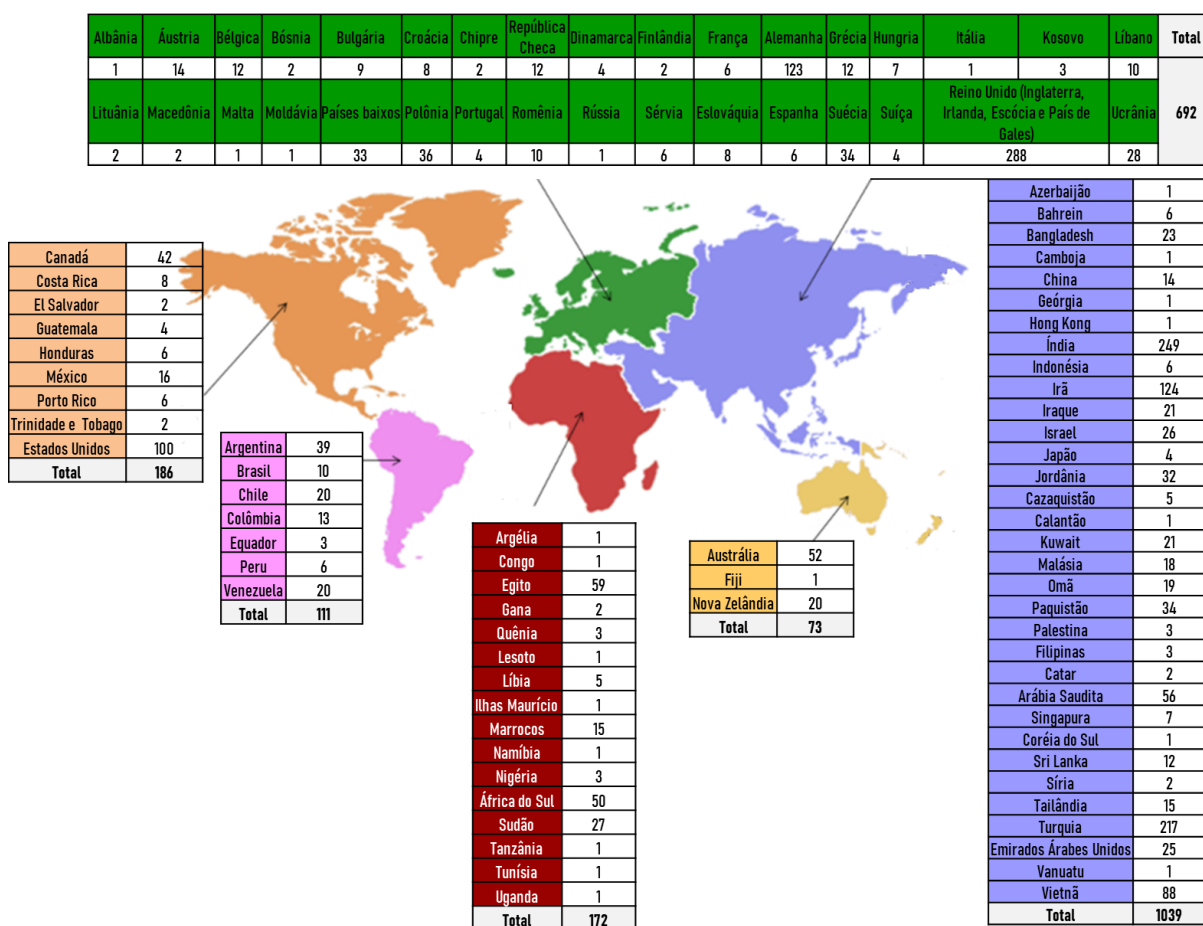 Albânia Áustria Bélgica Bósnia Bulgária Croácia Chipre República Checa Dinamarca Finlândia França Alemanha Grécia Hungria Itália Kosovo Líbano Total
1 14 12 2 9 8 2 12 4 2 6 123 12 7 1 3 10
Lituânia Macedônia Malta Moldávia Países baixos Polônia Portugal Romênia Rússia Sérvia Eslováquia Espanha Suécia Suíça Reino Unido (Inglaterra, Irlanda, Escócia e País de Gales) Ucrânia 692
2 2 1 1 33 36 4 10 1 6 8 6 34 4 288 28
Canadá 42
Costa Rica 8
El Salvador 2
Guatemala 4
Honduras 6
México 16
Porto Rico 6
Trinidade e Tobago 2
Estados Unidos 100
Total 186
Argentina 39
Brasil 10
Chile 20
Colômbia 13
Equador 3
Peru 6
Venezuela 20
Total 111
Argélia 1
Congo 1
Egito 59
Gana 2
Quênia 3
Lesoto 1
Líbia 5
Ilhas Maurício 1
Marrocos 15
Namíbia 1
Nigéria 3
África do Sul 50
Sudão 27
Tanzânia 1
Tunísia 1
Uganda 1
Total 172
Austrália 52
Fiji 1
Nova Zelândia 20
Total 73
Azerbaijão 1
Bahrein 6
Bangladesh 23
Camboja 1
China 14
Geórgia 1
Hong Kong 1
Índia 249
Indonésia 6
Irã 124
Iraque 21
Israel 26
Japão 4
Jordânia 32
Cazaquistão 5
Calantão 1
Kuwait 21
Malásia 18
Omã 19
Paquistão 34
Palestina 3
Filipinas 3
Catar 2
Arábia Saudita 56
Singapura 7
Coréia do Sul 1
Sri Lanka 12
Síria 2
Tailândia 15
Turquia 217
Emirados Árabes Unidos 25
Vanuatu 1
Vietnã 88
Total 1039